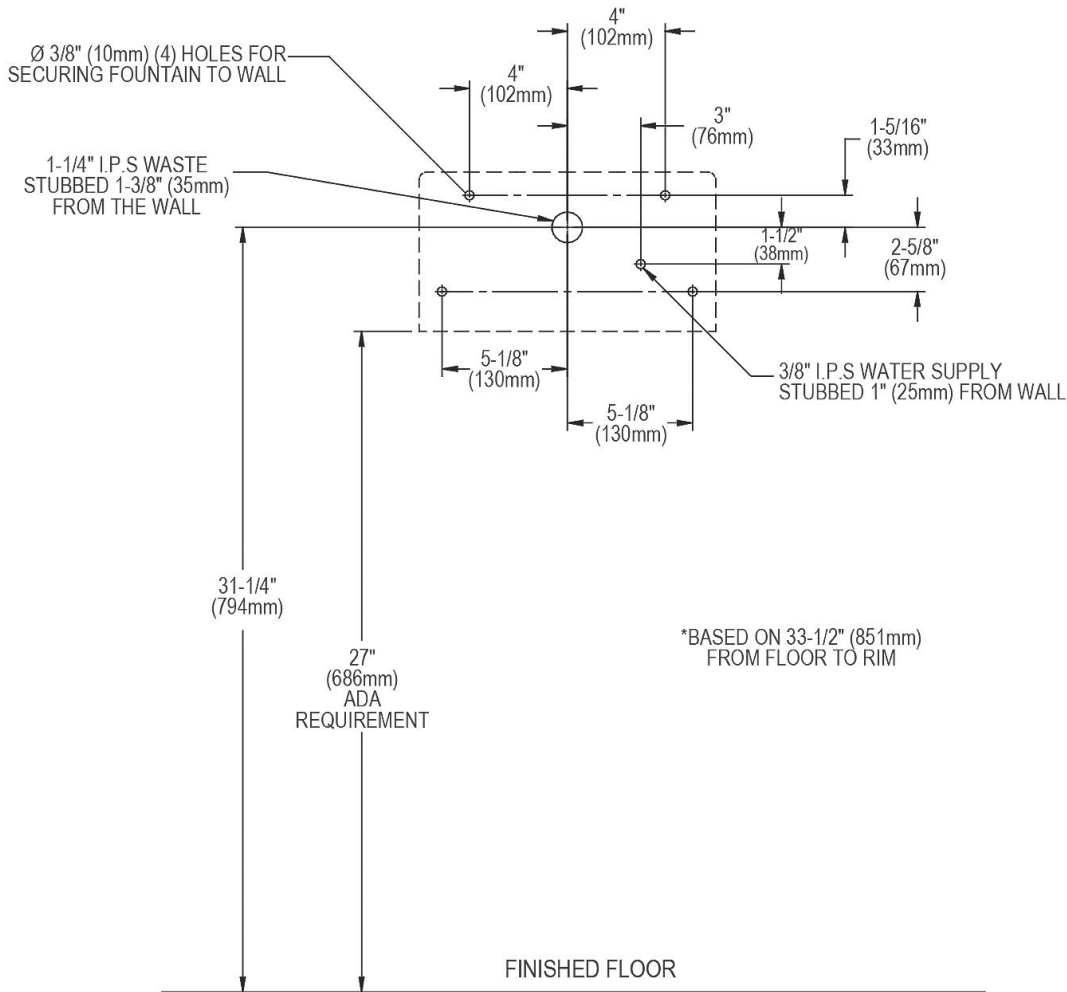 4"
(102mm)
Ø 3/8" (10mm) (4) HOLES FOR
SECURING FOUNTAIN TO WALL
4"
(102mm)
3"
(76mm)
1-5/16"
(33mm)
1-1/4" I.P.S WASTE
STUBBED 1-3/8" (35mm)
FROM THE WALL
1-1/2"
(38mm)
2-5/8"
(67mm)
5-1/8"
(130mm)
3/8" I.P.S WATER SUPPLY
STUBBED 1" (25mm) FROM WALL
5-1/8"
(130mm)
31-1/4"
(794mm)
*BASED ON 33-1/2" (851mm)
FROM FLOOR TO RIM
27"
(686mm)
ADA
REQUIREMENT
FINISHED FLOOR